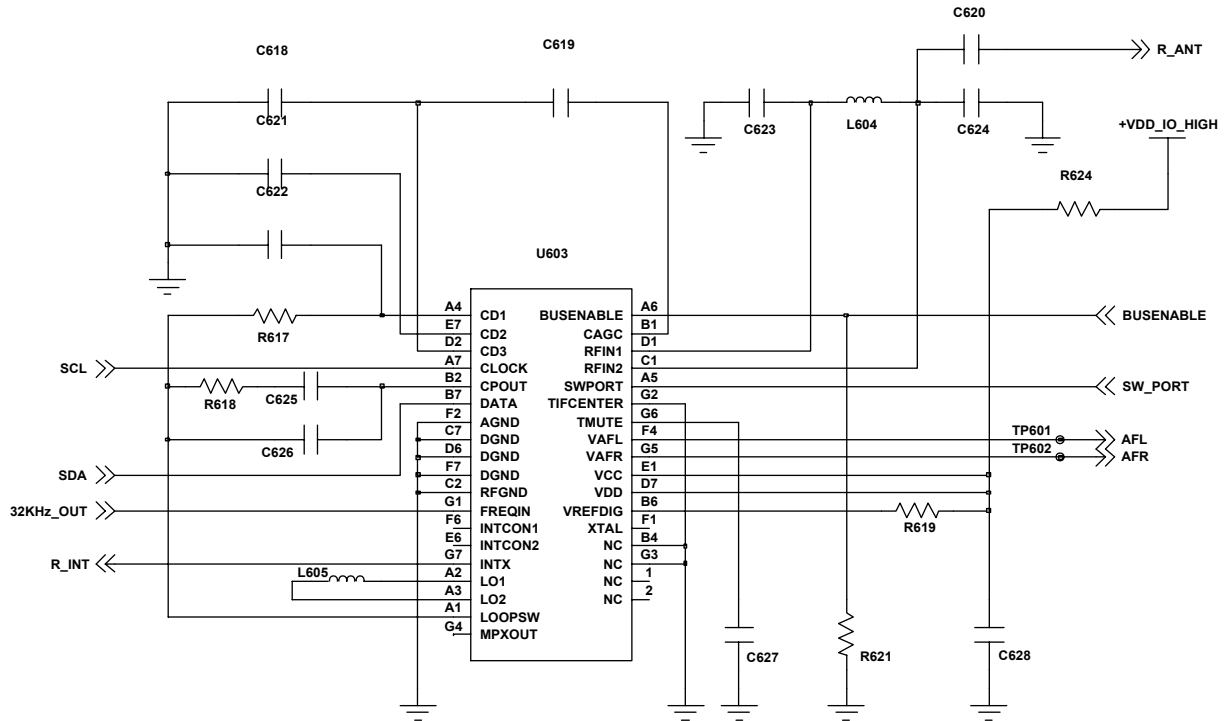 C620
R_ANT
C619
C618
C621
C623
L604
C624
+VDD_IO_HIGH
C622
R624
U603
A4 CD1 BUSENABLE A6 BUSENABLE
E7 CD2 CAGC B1
R617
D2 CD3 RFIN1 D1
SCL A7 CLOCK RFIN2 C1
B2 CPOUT SWPORT A5 SW_PORT
R618 C625
B7 DATA TIFCENTER G2
F2 AGND TMUTE G6
C7 DGND VAFL F4 TP601 AFL
C626
D6 DGND VAFR G5 TP602 AFR
SDA F7 DGND VCC E1
C2 RFGND VDD D7
32KHz_OUT G1 FREQIN VREFDIG B6
R619
F6 INTCON1 XTAL F1
E6 INTCON2 NC B4
R_INT G7 INTX NC G3
L605 A2 LO1 NC 1
A3 LO2 NC 2
A1 LOOPSW
G4 MPXOUT
C627
R621
C628